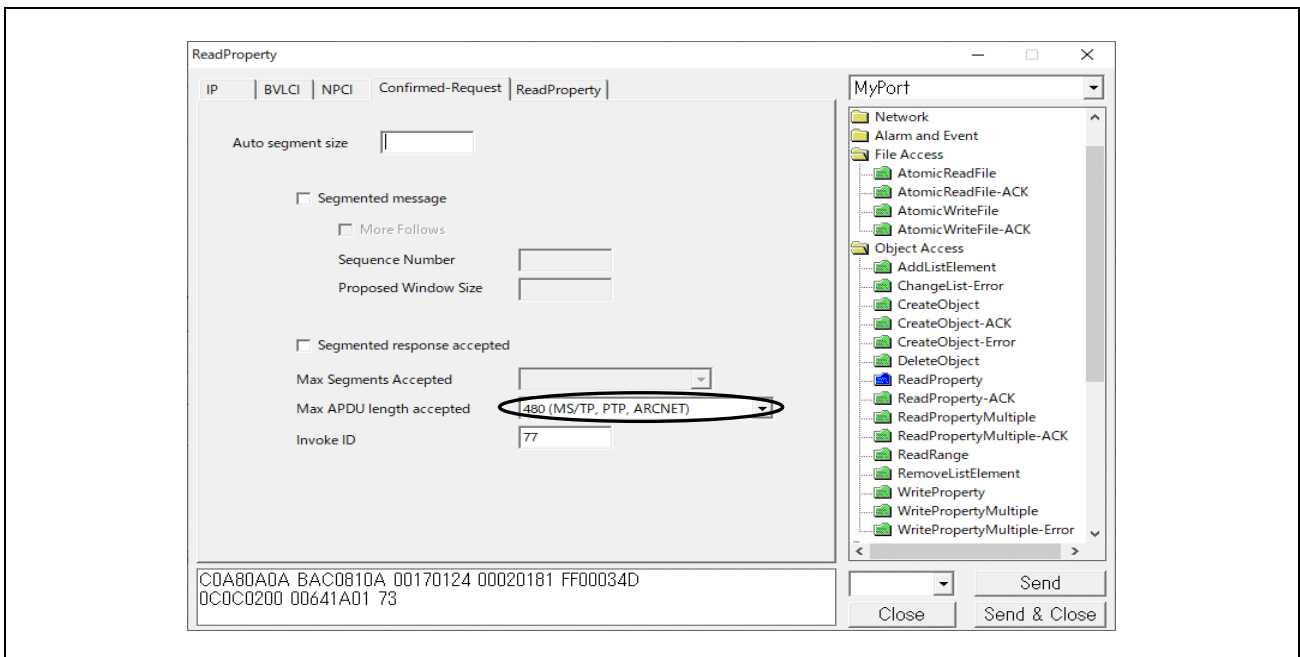 ReadProperty
IP BVLCI NPCI Confirmed-Request ReadProperty
Auto segment size
Segmented message
More Follows
Sequence Number
Proposed Window Size
Segmented response accepted
Max Segments Accepted
Max APDU length accepted 480 (MS/TP, PTP, ARCNET)
Invoke ID 77
C0A80A0A BAC0810A 00170124 00020181 FF00034D
0C0C0200 00641A01 73
MyPort
Network
Alarm and Event
File Access
AtomicReadFile
AtomicReadFile-ACK
AtomicWriteFile
AtomicWriteFile-ACK
Object Access
AddListElement
ChangeList-Error
CreateObject
CreateObject-ACK
CreateObject-Error
DeleteObject
ReadProperty
ReadProperty-ACK
ReadPropertyMultiple
ReadPropertyMultiple-ACK
ReadRange
RemoveListElement
WriteProperty
WritePropertyMultiple
WritePropertyMultiple-Error
Send
Close Send & Close